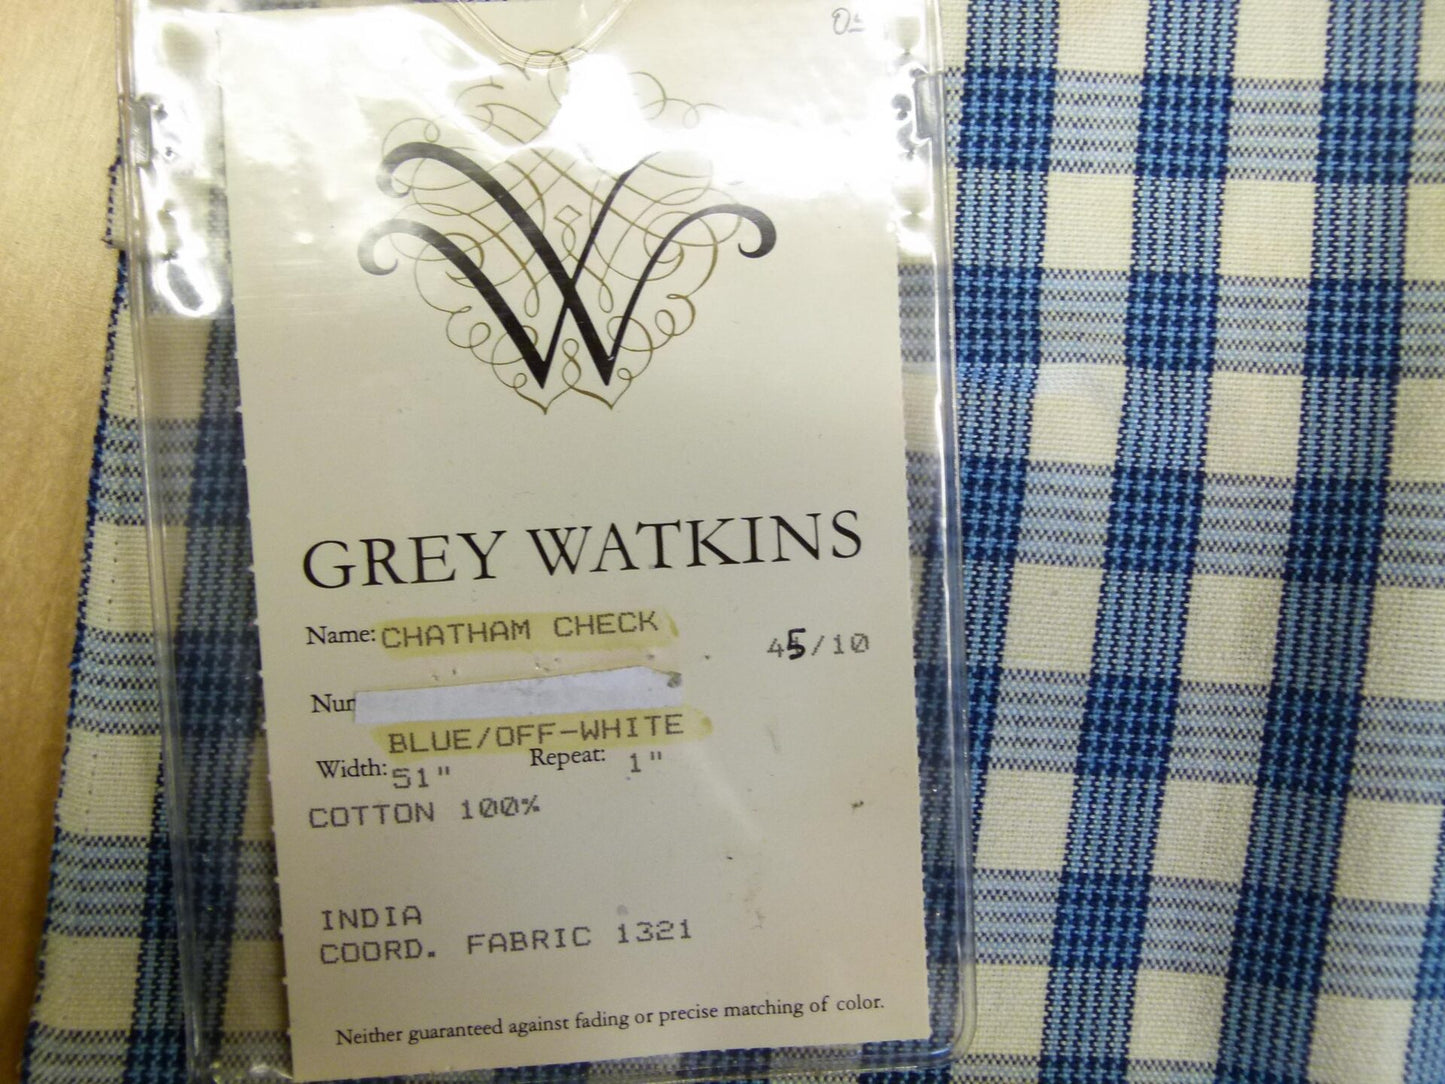 W
GREY WATKINS
Name: CHATHAM CHECK 45/10
BLUE/OFF-WHITE
Width: 51" Repeat: 1"
COTTON 100%
INDIA
COORD. FABRIC 1321
Neither guaranteed against fading or precise matching of color.